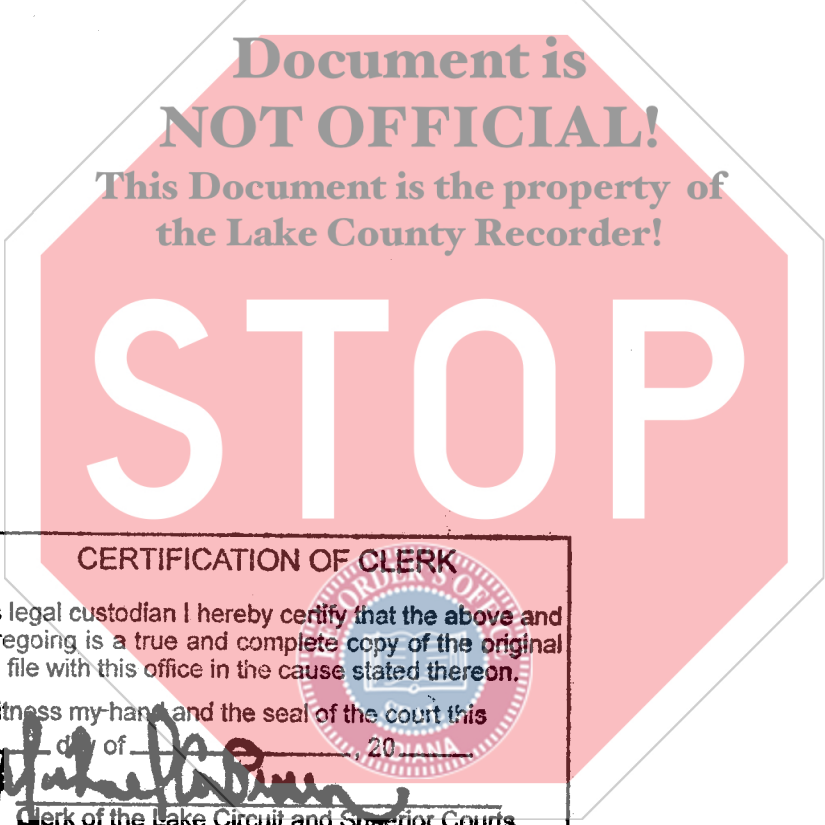 Document is
NOT OFFICIAL!
This Document is the property of
the Lake County Recorder!
STOP
CERTIFICATION OF CLERK
legal custodian I hereby certify that the above and
egoing is a true and complete copy of the original
file with this office in the cause stated thereon.
tness my hand and the seal of the court this
day of , 20
Clerk of the Lake Circuit and Superior Courts